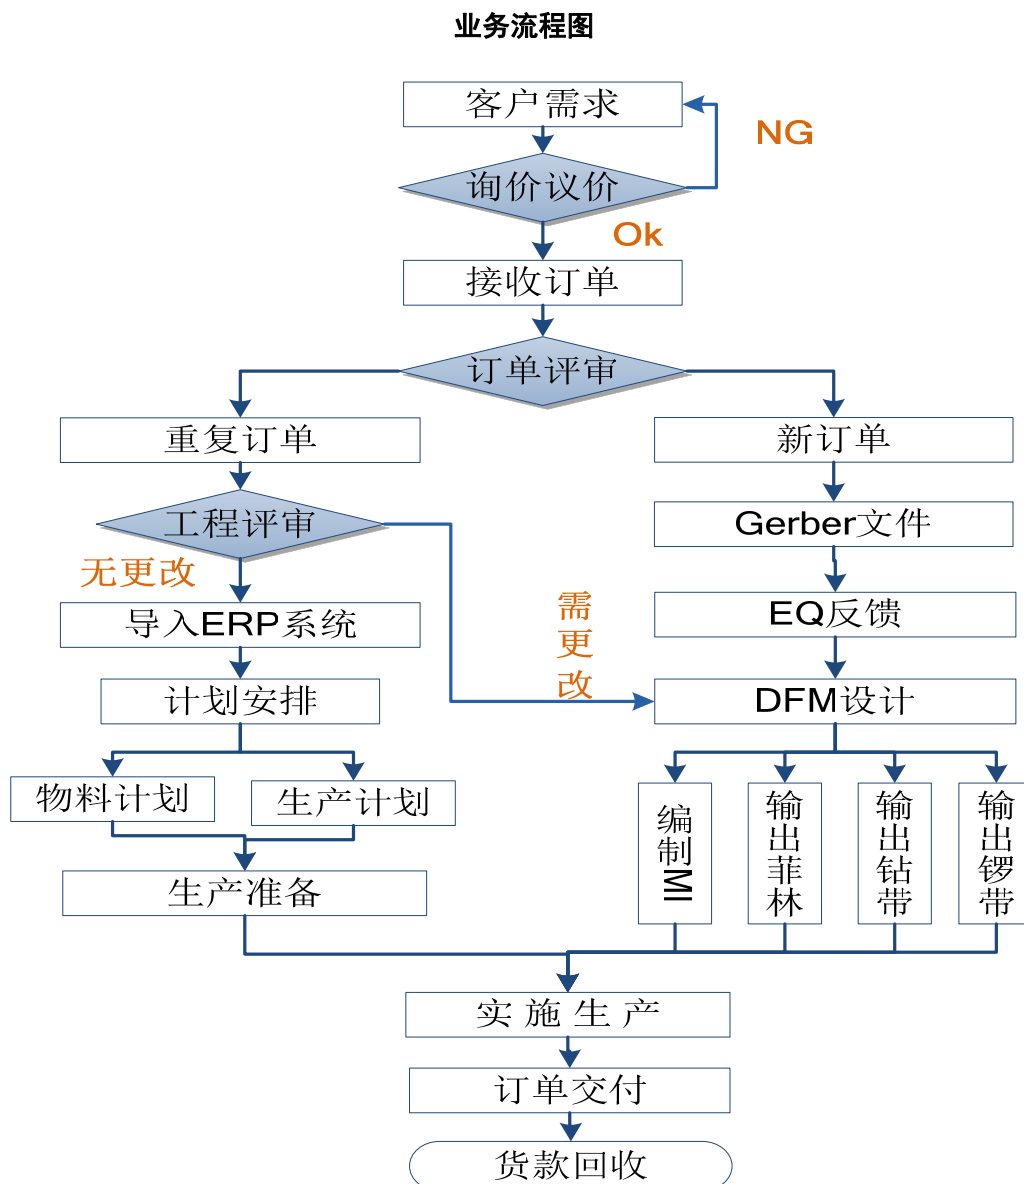 业务流程图
客户需求
NG
询价议价
Ok
接收订单
订单评审
重复订单
新订单
工程评审
Gerber文件
无更改
需更改
导入ERP系统
EQ反馈
计划安排
DFM设计
物料计划
生产计划
编制MI
输出菲林
输出钻带
输出锣带
生产准备
实施生产
订单交付
货款回收